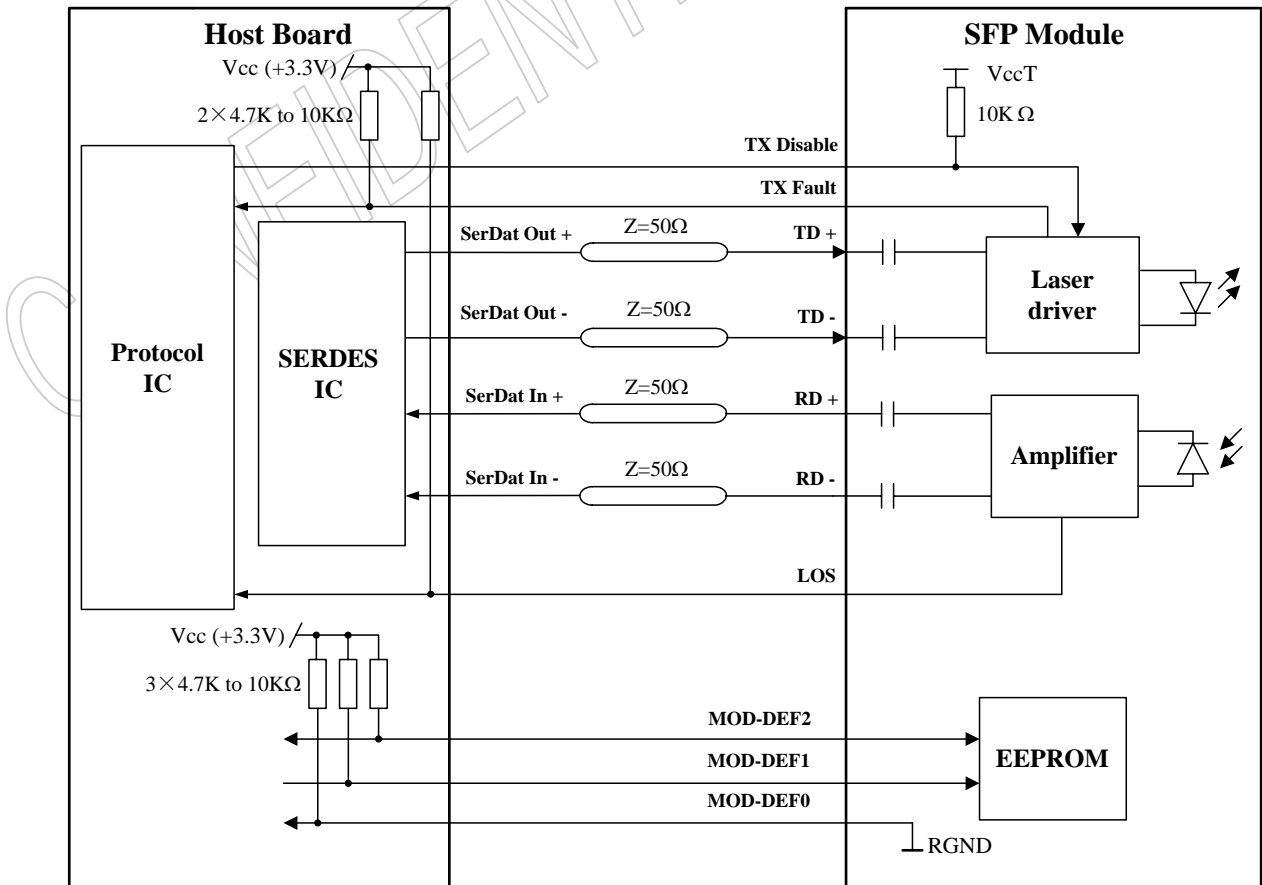 Host Board
SFP Module
Vcc (+3.3V)
VccT
2×4.7K to 10KΩ
10K Ω
TX Disable
TX Fault
SerDat Out +
Z=50Ω
TD +
SerDat Out -
Z=50Ω
TD -
Laser
driver
Protocol
IC
SERDES
IC
SerDat In +
Z=50Ω
RD +
SerDat In -
Z=50Ω
RD -
Amplifier
LOS
Vcc (+3.3V)
3×4.7K to 10KΩ
MOD-DEF2
MOD-DEF1
MOD-DEF0
EEPROM
RGND
CONFIDENT